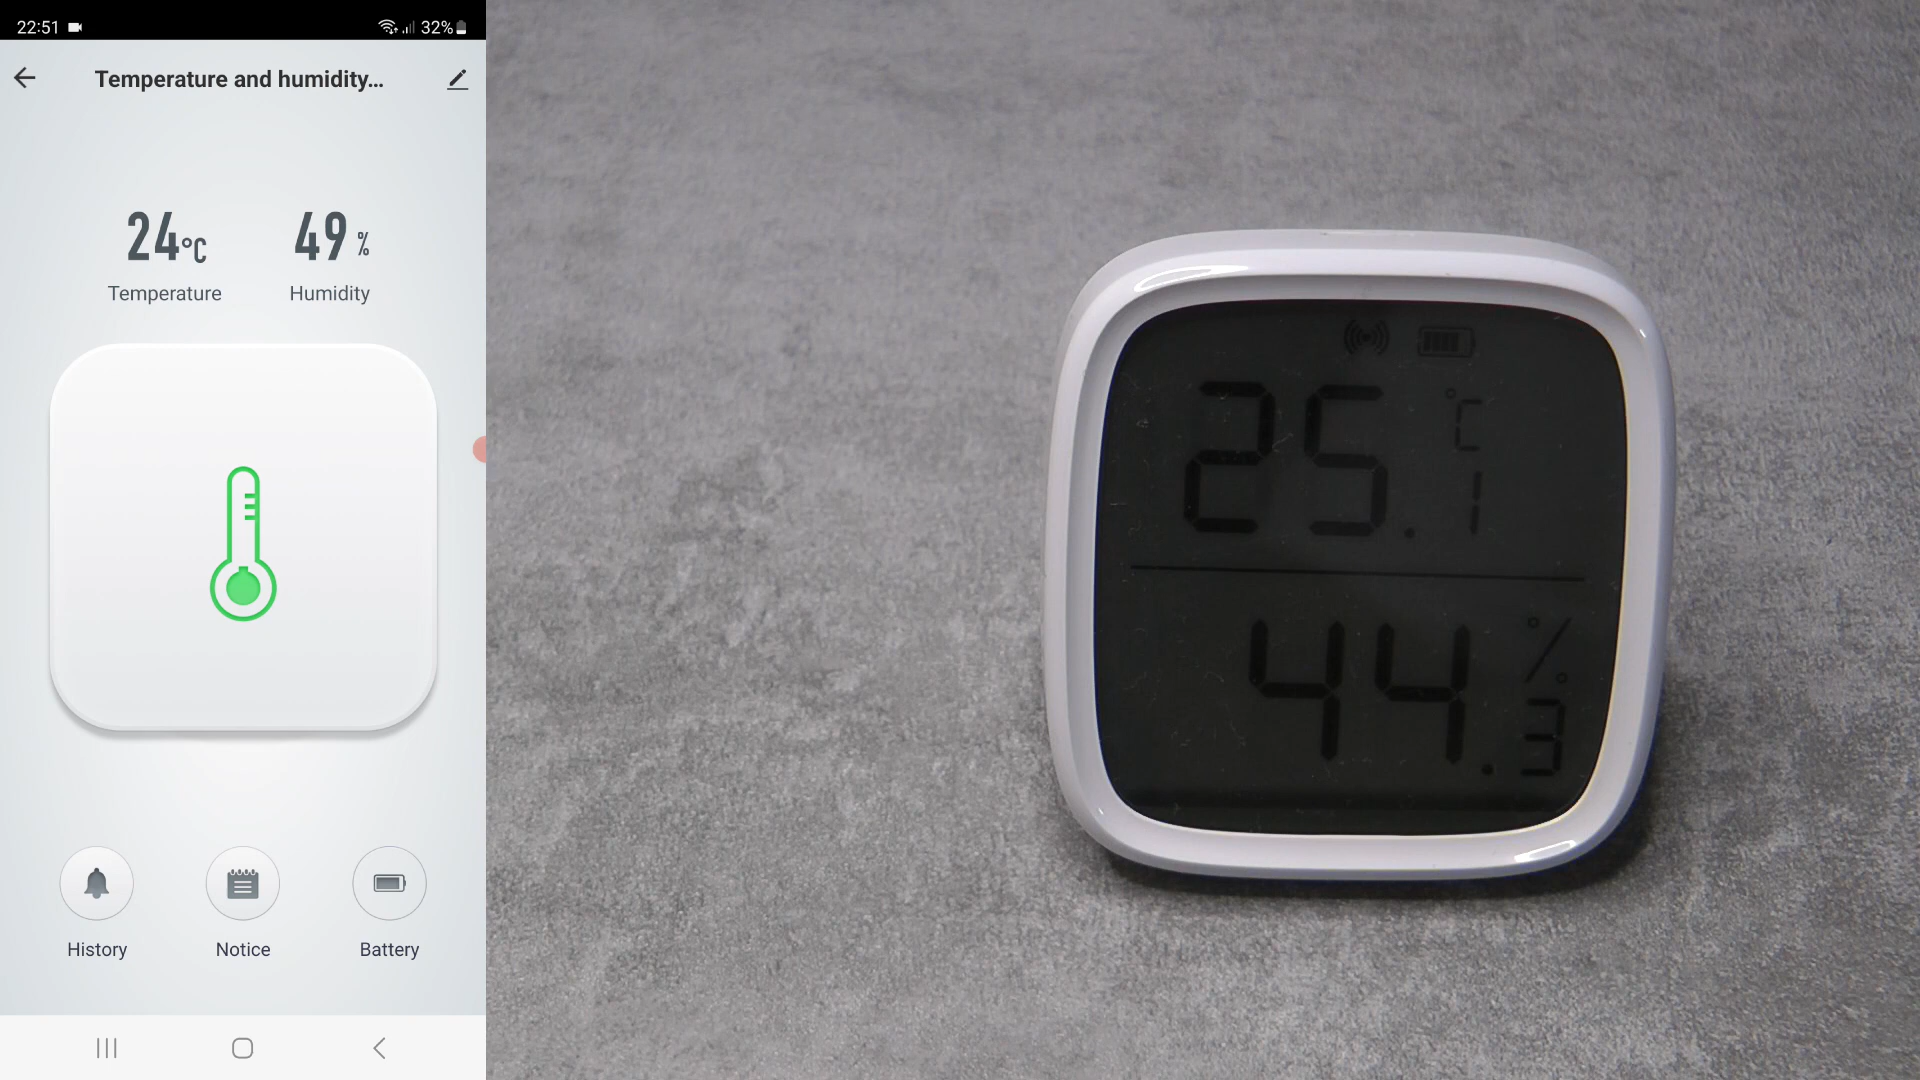 22:51
32%
Temperature and humidity...
24°C
49 %
Temperature
Humidity
History
Notice
Battery
25.1 °C
44.3 %